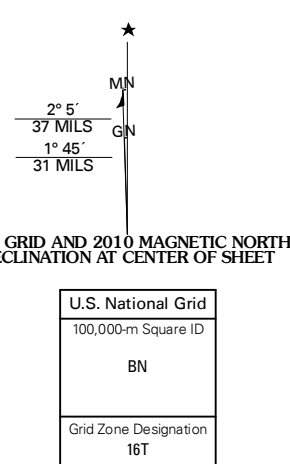 MN
2° 5´
37 MILS
GN
1° 45´
31 MILS
GRID AND 2010 MAGNETIC NORTH
ECLINATION AT CENTER OF SHEET
U.S. National Grid
100,000-m Square ID
BN
Grid Zone Designation
16T